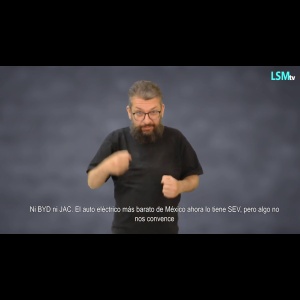 LSMtv
Ni BYD ni JAC. El auto eléctrico más barato de México ahora lo tiene SEV, pero algo no
nos convence